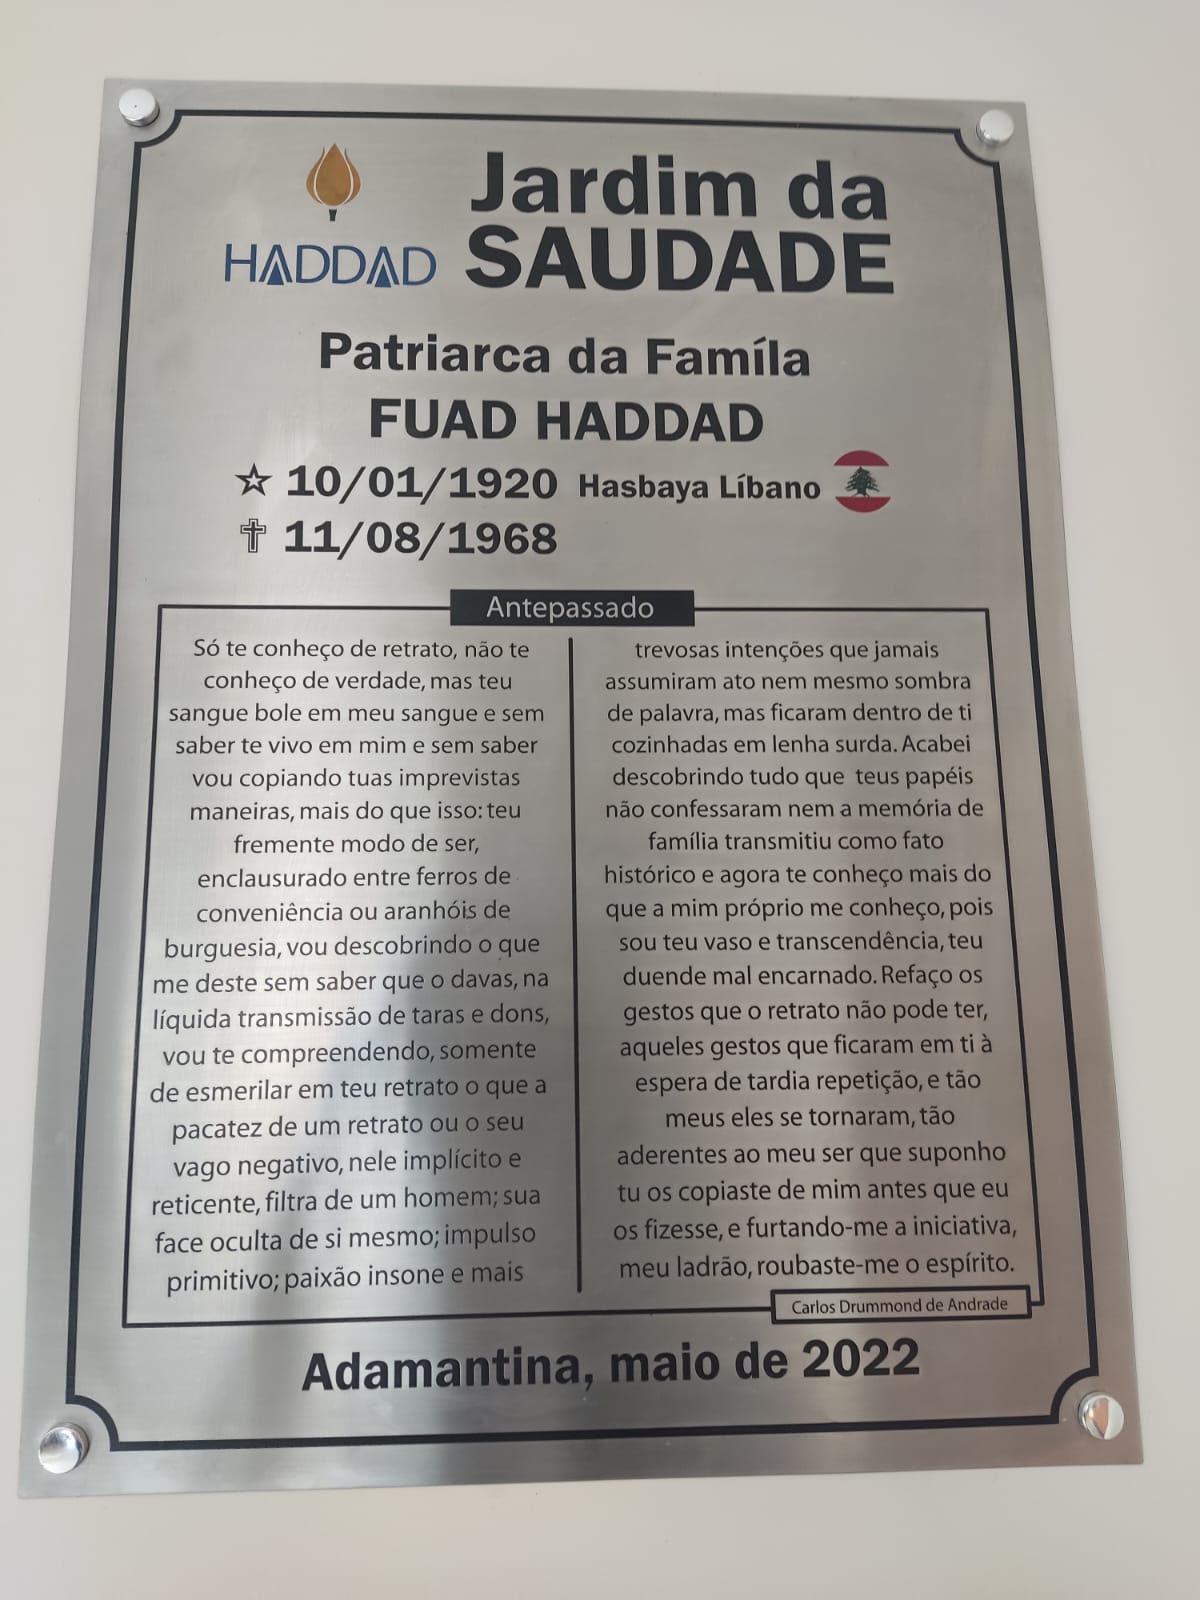 HADDAD
Jardim da
SAUDADE
Patriarca da Famíla
FUAD HADDAD
10/01/1920 Hasbaya Líbano
11/08/1968
Antepassado
Só te conheço de retrato, não te
conheço de verdade, mas teu
sangue bole em meu sangue e sem
saber te vivo em mim e sem saber
vou copiando tuas imprevistas
maneiras, mais do que isso: teu
fremente modo de ser,
enclausurado entre ferros de
conveniência ou aranhóis de
burguesia, vou descobrindo o que
me deste sem saber que o davas, na
líquida transmissão de taras e dons,
vou te compreendendo, somente
de esmerilar em teu retrato o que a
pacatez de um retrato ou o seu
vago negativo, nele implícito e
reticente, filtra de um homem; sua
face oculta de si mesmo; impulso
primitivo; paixão insone e mais
trevosas intenções que jamais
assumiram ato nem mesmo sombra
de palavra, mas ficaram dentro de ti
cozinhadas em lenha surda. Acabei
descobrindo tudo que teus papéis
não confessaram nem a memória de
família transmitiu como fato
histórico e agora te conheço mais do
que a mim próprio me conheço, pois
sou teu vaso e transcendência, teu
duende mal encarnado. Refaço os
gestos que o retrato não pode ter,
aqueles gestos que ficaram em ti à
espera de tardia repetição, e tão
meus eles se tornaram, tão
aderentes ao meu ser que suponho
tu os copiaste de mim antes que eu
os fizesse, e furtando-me a iniciativa,
meu ladrão, roubaste-me o espírito.
Carlos Drummond de Andrade
Adamantina, maio de 2022